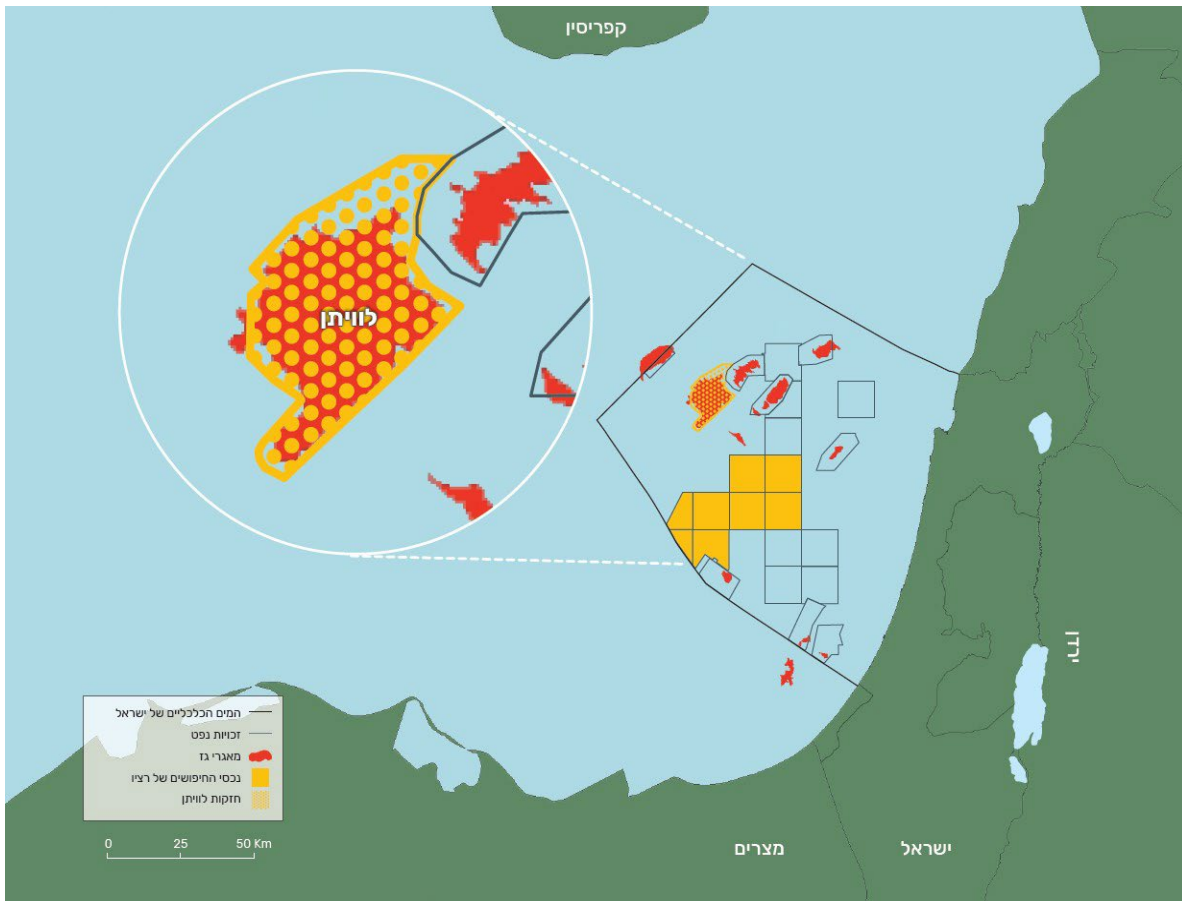 קפריסין
לוויתן
ירדן
המים הכלכליים של ישראל
זכויות נפט
מאגרי גז
נכסי החיפושים של רציו
חזקות לוויתן
0 25 50 Km
מצרים
ישראל